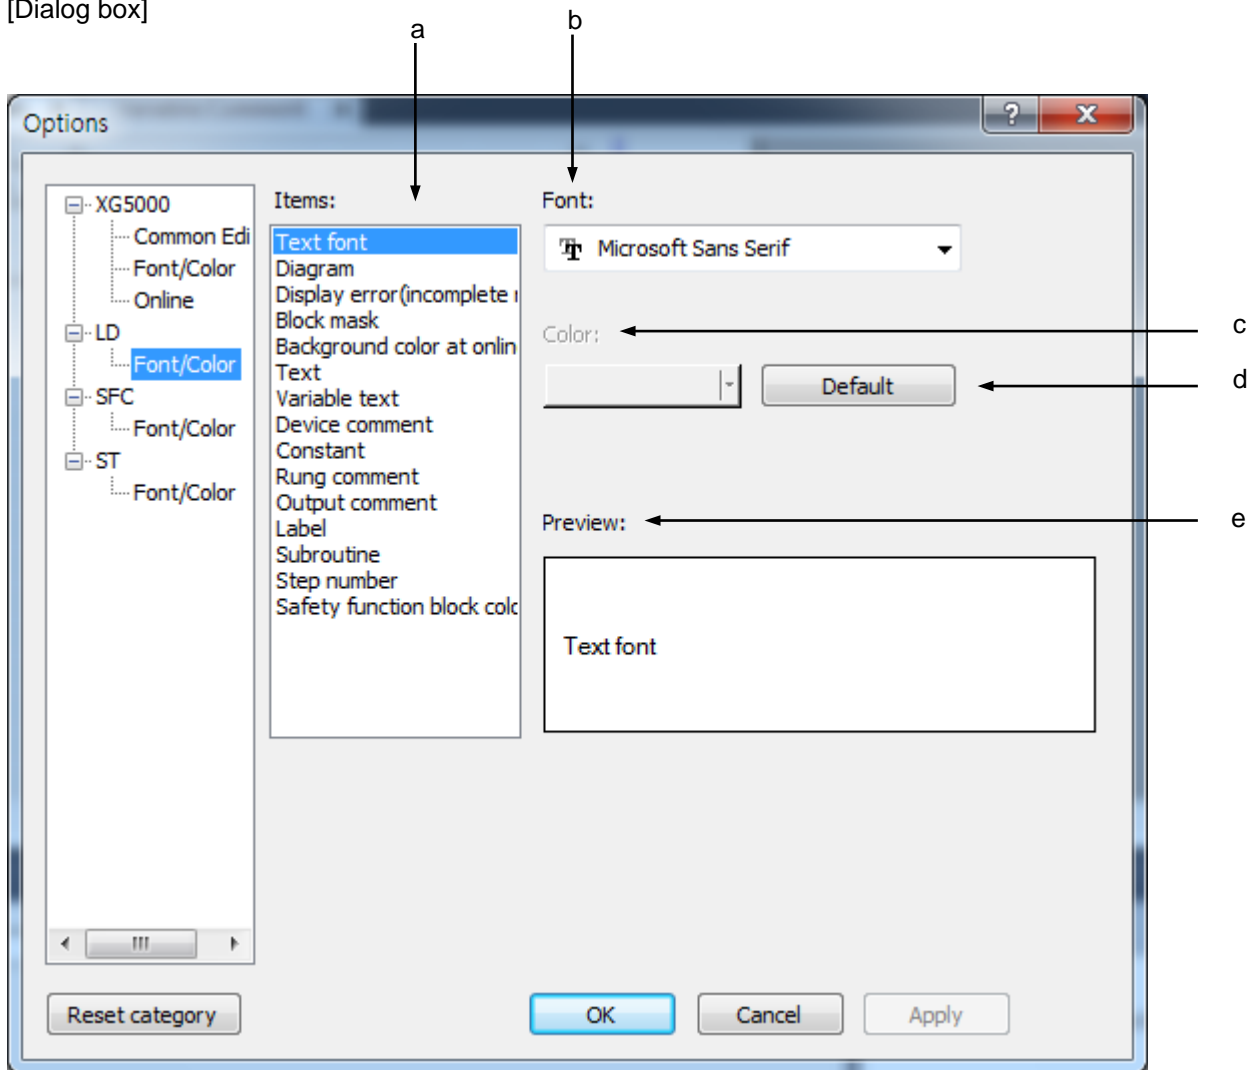 [Dialog box]
a
b
Options
XG5000
Common Edi
Font/Color
Online
LD
Font/Color
SFC
Font/Color
ST
Font/Color
Items:
Text font
Diagram
Display error(incomplete r
Block mask
Background color at onlin
Text
Variable text
Device comment
Constant
Rung comment
Output comment
Label
Subroutine
Step number
Safety function block colo
Font:
Microsoft Sans Serif
Color:
c
Default
d
Preview:
e
Text font
Reset category
OK
Cancel
Apply